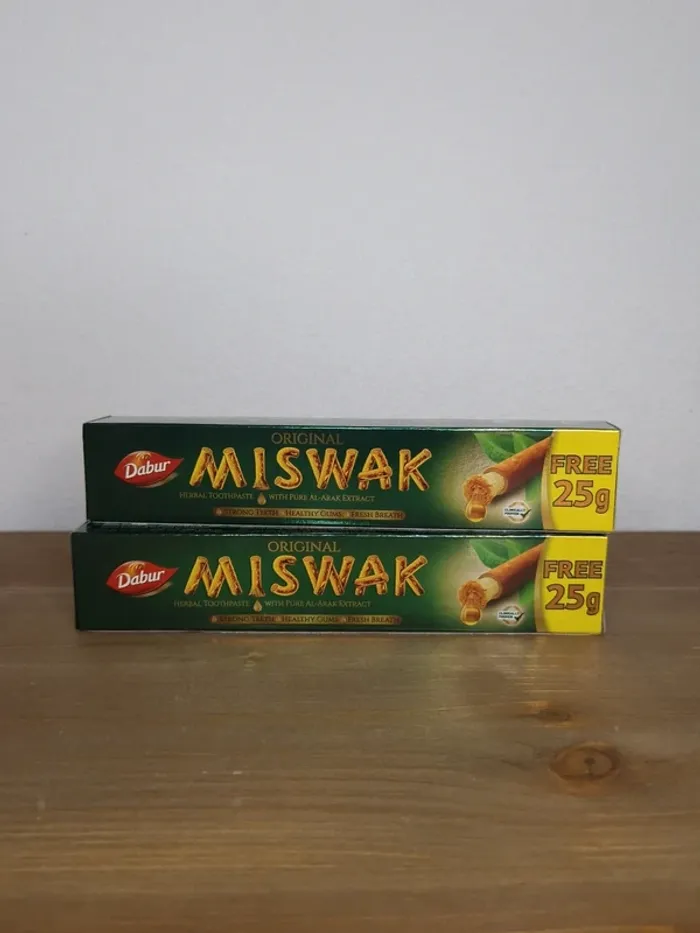 Dabur
ORIGINAL
MISWAK
HERBAL TOOTHPASTE WITH PURE AL-ARAK EXTRACT
STRONG TEETH HEALTHY GUMS FRESH BREATH
FREE
25g
Dabur
ORIGINAL
MISWAK
HERBAL TOOTHPASTE WITH PURE AL-ARAK EXTRACT
STRONG TEETH HEALTHY GUMS FRESH BREATH
FREE
25g